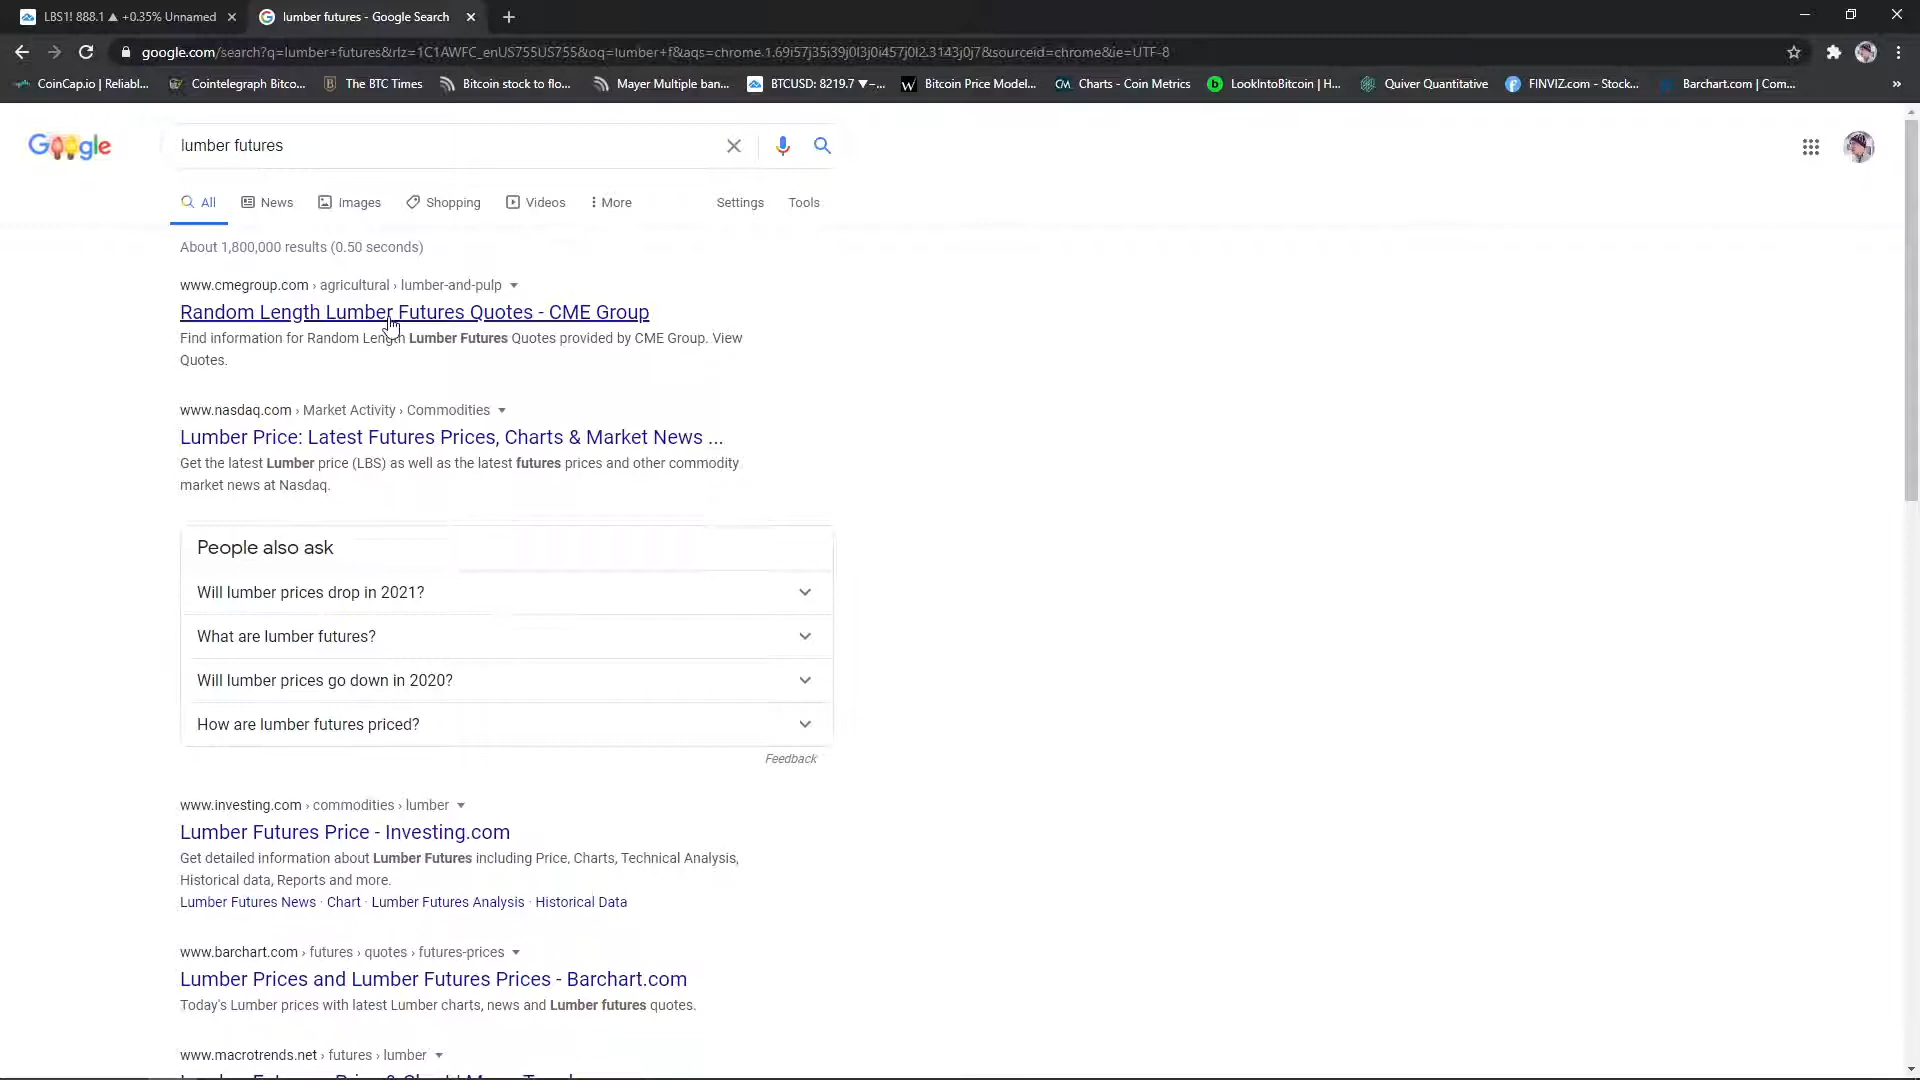 LBS1! 888.1 ▲ +0.35% Unnamed
lumber futures - Google Search
google.com/search?q=lumber+futures&rlz=1C1AWFC_enUS755US755&oq=lumber+f&aqs=chrome.1.69i57j35i39j0l3j0i457j0l2.3143j0j7&sourceid=chrome&ie=UTF-8
CoinCap.io | Reliabl... Cointelegraph Bitco... The BTC Times Bitcoin stock to flo... Mayer Multiple ban... BTCUSD: 8219.7 ▼−... Bitcoin Price Model... Charts - Coin Metrics LookIntoBitcoin | H... Quiver Quantitative FINVIZ.com - Stock... Barchart.com | Com... »
Google
lumber futures
All News Images Shopping Videos More Settings Tools
About 1,800,000 results (0.50 seconds)
www.cmegroup.com › agricultural › lumber-and-pulp
Random Length Lumber Futures Quotes - CME Group
Find information for Random Length Lumber Futures Quotes provided by CME Group. View
Quotes.
www.nasdaq.com › Market Activity › Commodities
Lumber Price: Latest Futures Prices, Charts & Market News ...
Get the latest Lumber price (LBS) as well as the latest futures prices and other commodity
market news at Nasdaq.
People also ask
Will lumber prices drop in 2021?
What are lumber futures?
Will lumber prices go down in 2020?
How are lumber futures priced?
Feedback
www.investing.com › commodities › lumber
Lumber Futures Price - Investing.com
Get detailed information about Lumber Futures including Price, Charts, Technical Analysis,
Historical data, Reports and more.
Lumber Futures News · Chart · Lumber Futures Analysis · Historical Data
www.barchart.com › futures › quotes › futures-prices
Lumber Prices and Lumber Futures Prices - Barchart.com
Today's Lumber prices with latest Lumber charts, news and Lumber futures quotes.
www.macrotrends.net › futures › lumber